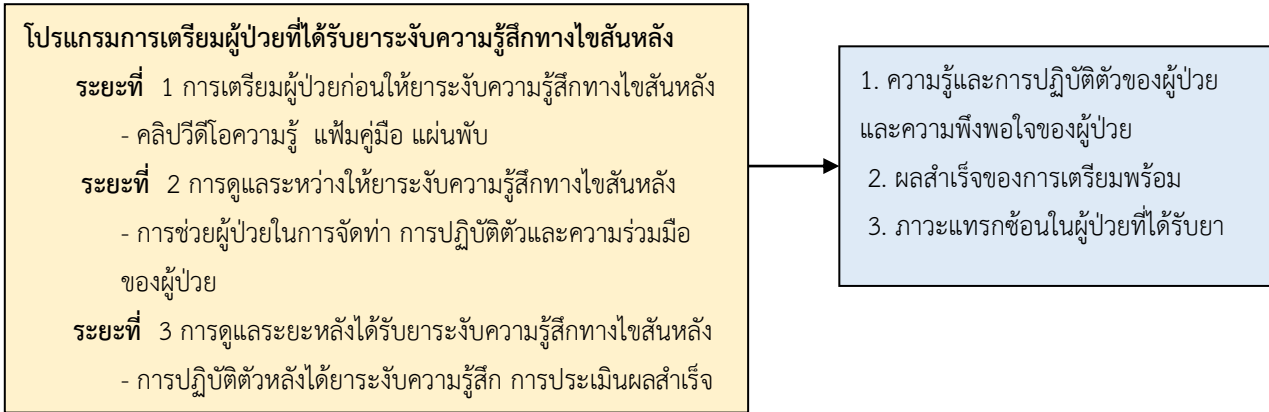 โปรแกรมการเตรียมผู้ป่วยที่ได้รับยาระงับความรู้สึกทางไขสันหลัง
ระยะที่ 1 การเตรียมผู้ป่วยก่อนให้ยาระงับความรู้สึกทางไขสันหลัง
- คลิปวีดีโอความรู้ แฟ้มคู่มือ แผ่นพับ
ระยะที่ 2 การดูแลระหว่างให้ยาระงับความรู้สึกทางไขสันหลัง
- การช่วยผู้ป่วยในการจัดท่า การปฏิบัติตัวและความร่วมมือ
ของผู้ป่วย
ระยะที่ 3 การดูแลระยะหลังได้รับยาระงับความรู้สึกทางไขสันหลัง
- การปฏิบัติตัวหลังได้ยาระงับความรู้สึก การประเมินผลสำเร็จ
1. ความรู้และการปฏิบัติตัวของผู้ป่วย
และความพึงพอใจของผู้ป่วย
2. ผลสำเร็จของการเตรียมพร้อม
3. ภาวะแทรกซ้อนในผู้ป่วยที่ได้รับยา